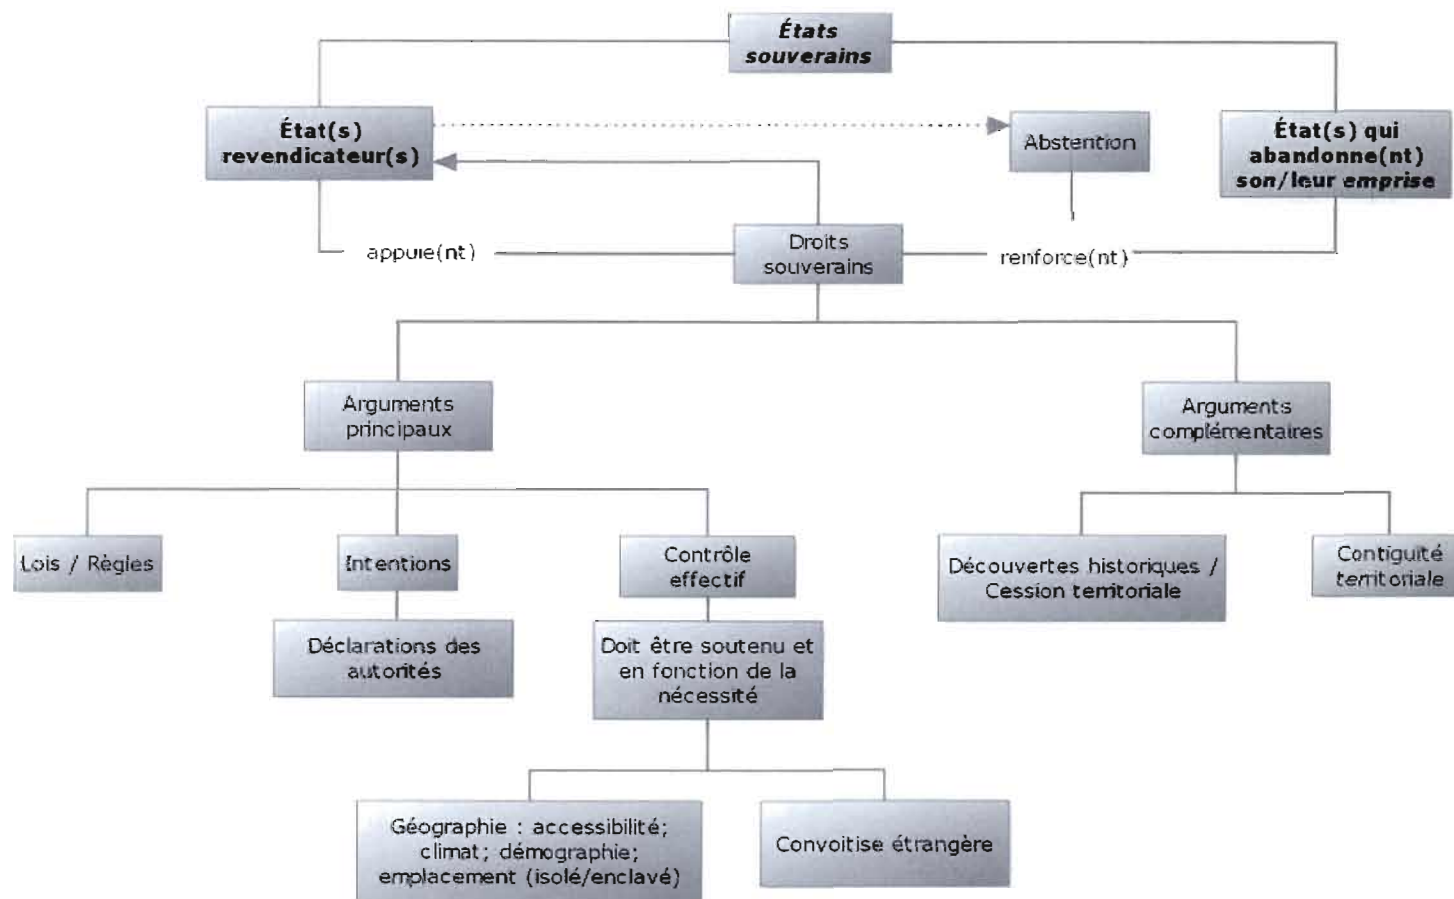 États
souverains
État(s)
revendicateur(s)
Abstention
État(s) qui
abandonne(nt)
son/leur emprise
appuie(nt)
Droits
souverains
renforce(nt)
Arguments
principaux
Arguments
complémentaires
Lois / Règles
Intentions
Contrôle
effectif
Découvertes historiques /
Cession territoriale
Contiguité
territoriale
Déclarations des
autorités
Doit être soutenu et
en fonction de la
nécessité
Géographie : accessibilité;
climat; démographie;
emplacement (isolé/enclavé)
Convoitise étrangère